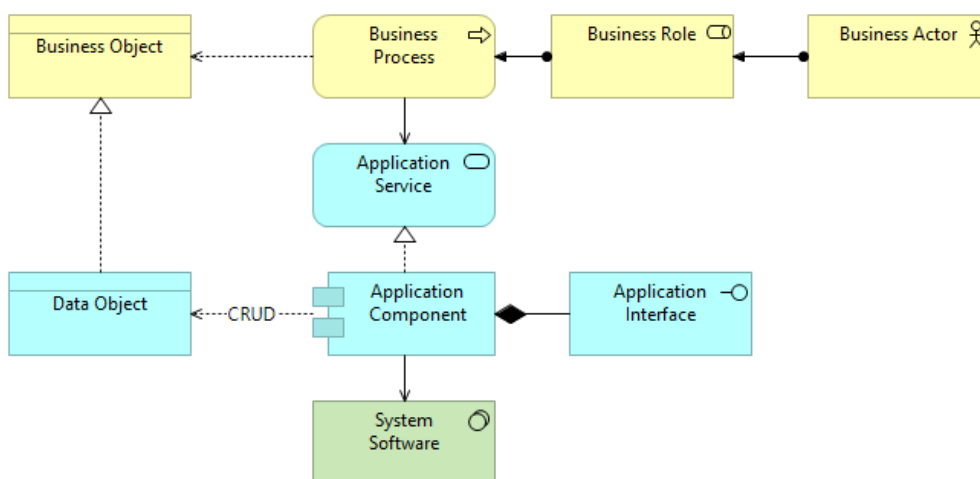 Business Object
Business
Process
Business Role
Business Actor
Application
Service
Data Object
CRUD
Application
Component
Application
Interface
System
Software